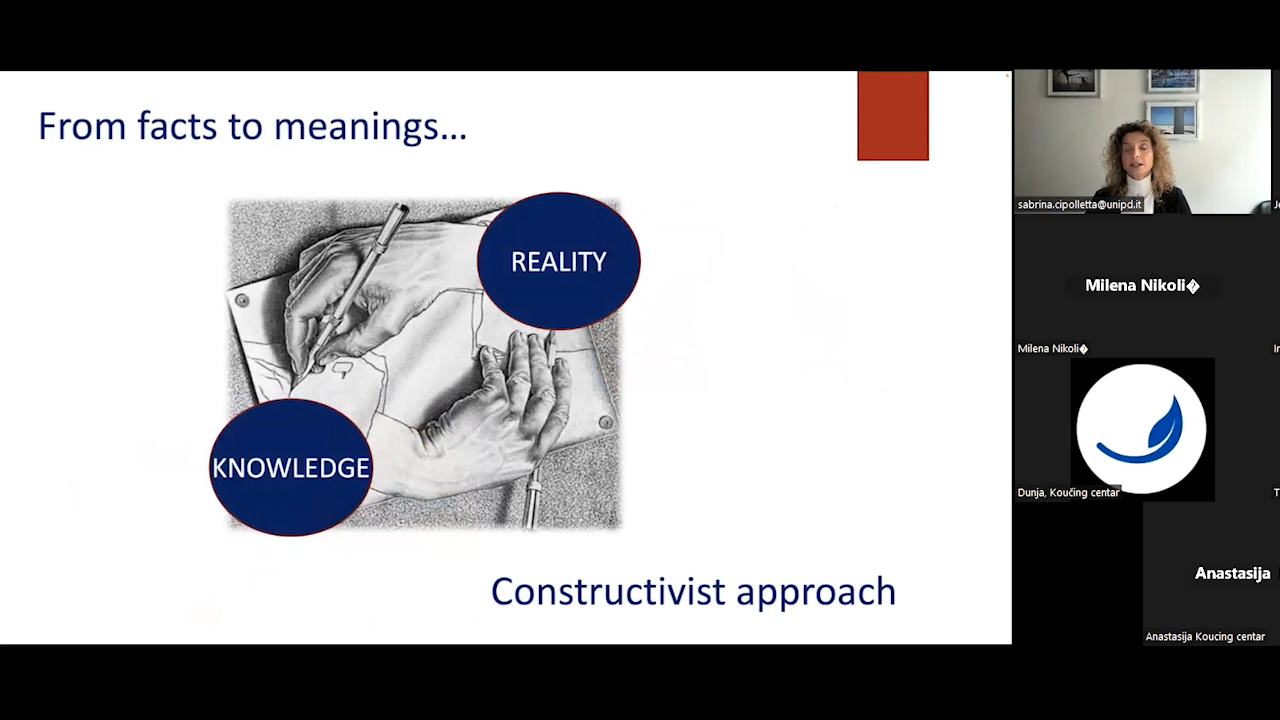 From facts to meanings...
REALITY
KNOWLEDGE
Constructivist approach
sabrina.cipolletta@unipd.it
Milena Nikoli�
Milena Nikoli�
Dunja, Koučing centar
Anastasija
Anastasija Koucing centar